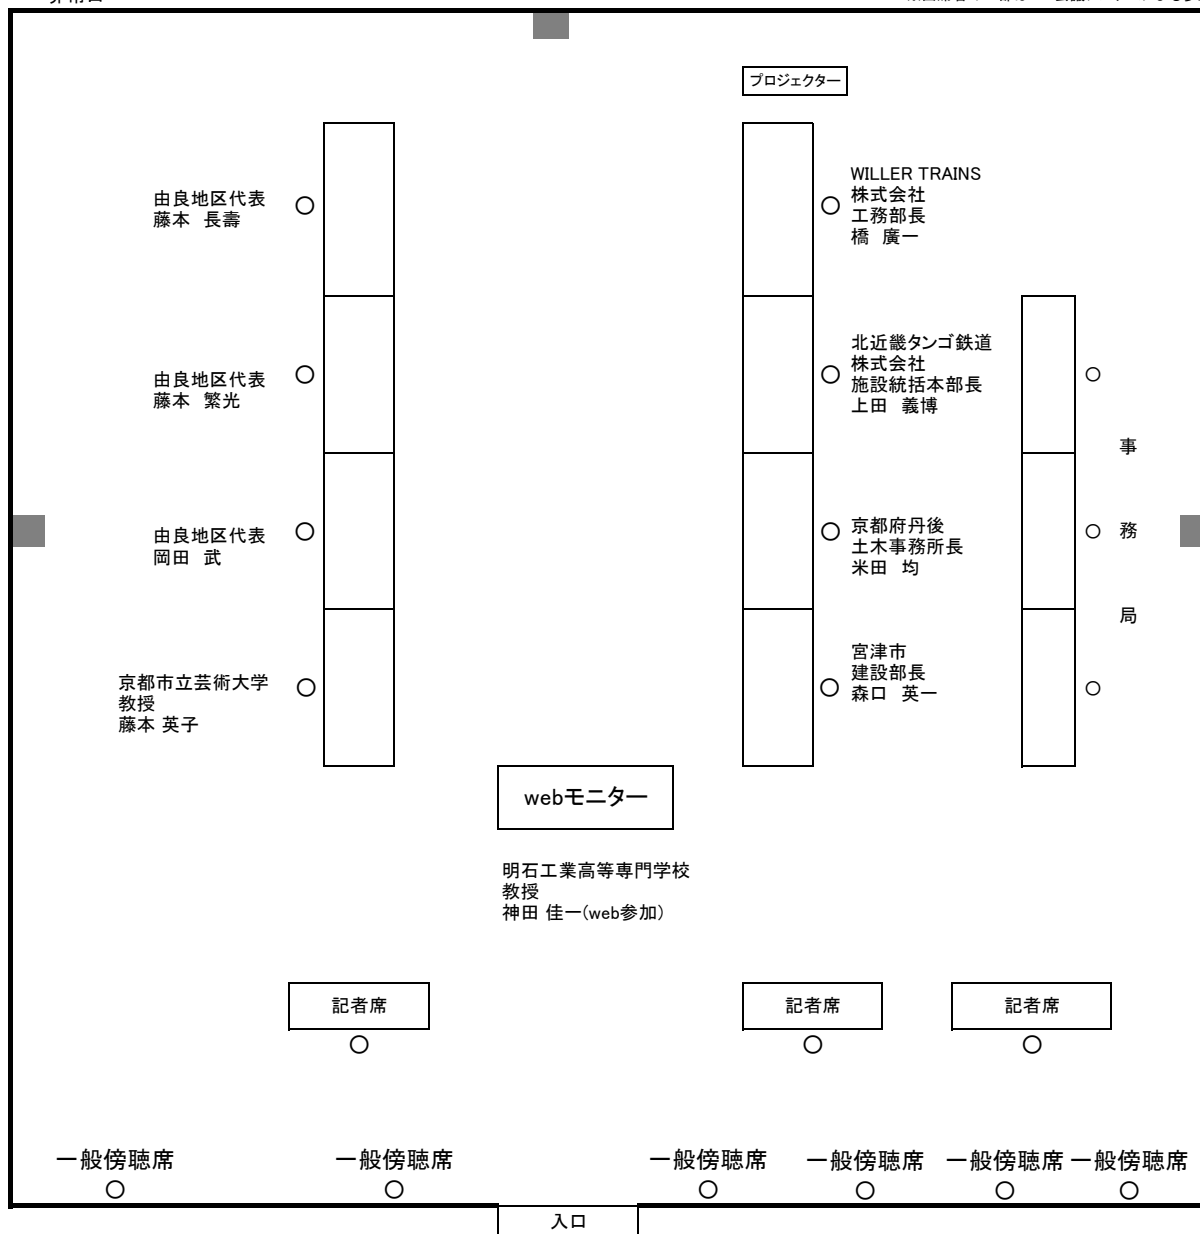 プロジェクター
由良地区代表
藤本 長壽
WILLER TRAINS
株式会社
工務部長
橋 廣一
由良地区代表
藤本 繁光
北近畿タンゴ鉄道
株式会社
施設統括本部長
上田 義博
由良地区代表
岡田 武
京都府丹後
土木事務所長
米田 均
事
務
局
京都市立芸術大学
教授
藤本 英子
宮津市
建設部長
森口 英一
webモニター
明石工業高等専門学校
教授
神田 佳一(web参加)
記者席
記者席
記者席
一般傍聴席
一般傍聴席
一般傍聴席
一般傍聴席
一般傍聴席
一般傍聴席
入口